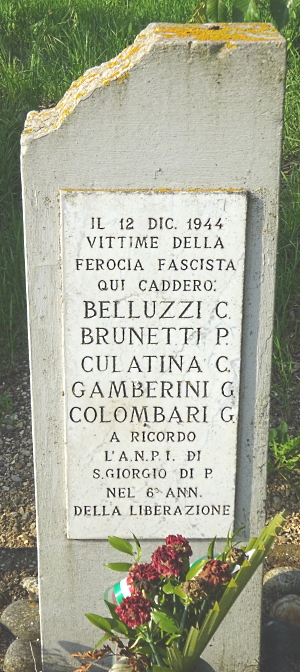 IL 12 DIC. 1944
VITTIME DELLA
FEROCIA FASCISTA
QUI CADDERO:
BELLUZZI C.
BRUNETTI P.
CULATINA C.
GAMBERINI G.
COLOMBARI G.
A RICORDO
L'A.N.P.I. DI
S. GIORGIO DI P.
NEL 6° ANN.
DELLA LIBERAZIONE